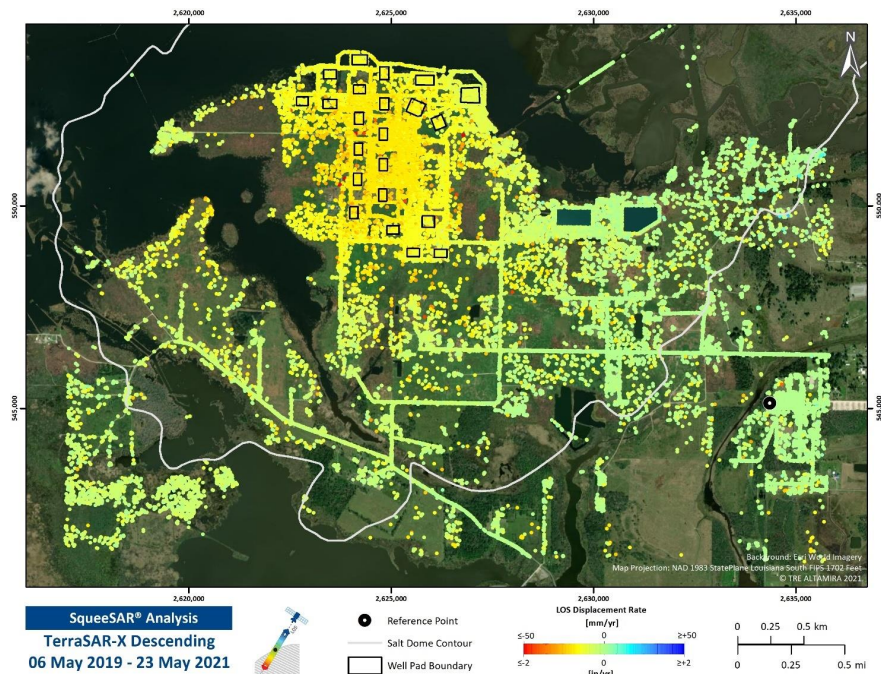 2,620,000 2,625,000 2,630,000 2,635,000
N
550,000 550,000
545,000 545,000
Background: Esri World Imagery
Map Projection: NAD 1983 StatePlane Louisiana South FIPS 1702 Feet
© TRE ALTAMIRA 2021
2,620,000 2,625,000 2,630,000 2,635,000
SqueeSAR® Analysis
TerraSAR-X Descending
06 May 2019 - 23 May 2021
Reference Point
Salt Dome Contour
Well Pad Boundary
LOS Displacement Rate
[mm/yr]
≤-50 0 ≥+50
≤-2 0 ≥+2
[in/yr]
0 0.25 0.5 km
0 0.25 0.5 mi